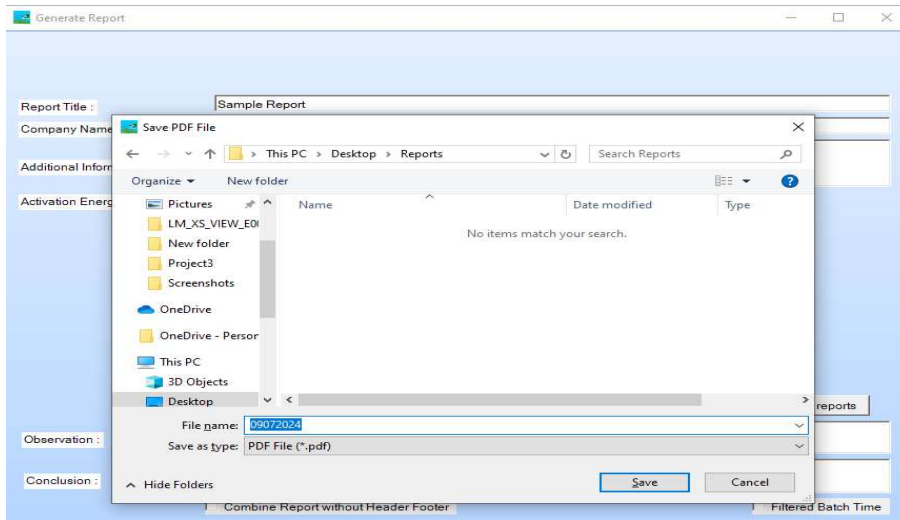 Generate Report
Report Title :
Sample Report
Company Name
Save PDF File
This PC > Desktop > Reports
Search Reports
Additional Inforr
Organize
New folder
Activation Energ
Pictures
Name
Date modified
Type
LM_XS_VIEW_E0
No items match your search.
New folder
Project3
Screenshots
OneDrive
OneDrive - Person
This PC
3D Objects
Desktop
reports
File name: 09072024
Observation :
Save as type: PDF File (*.pdf)
Conclusion :
Hide Folders
Save
Cancel
Combine Report without Header Footer
Filtered Batch Time